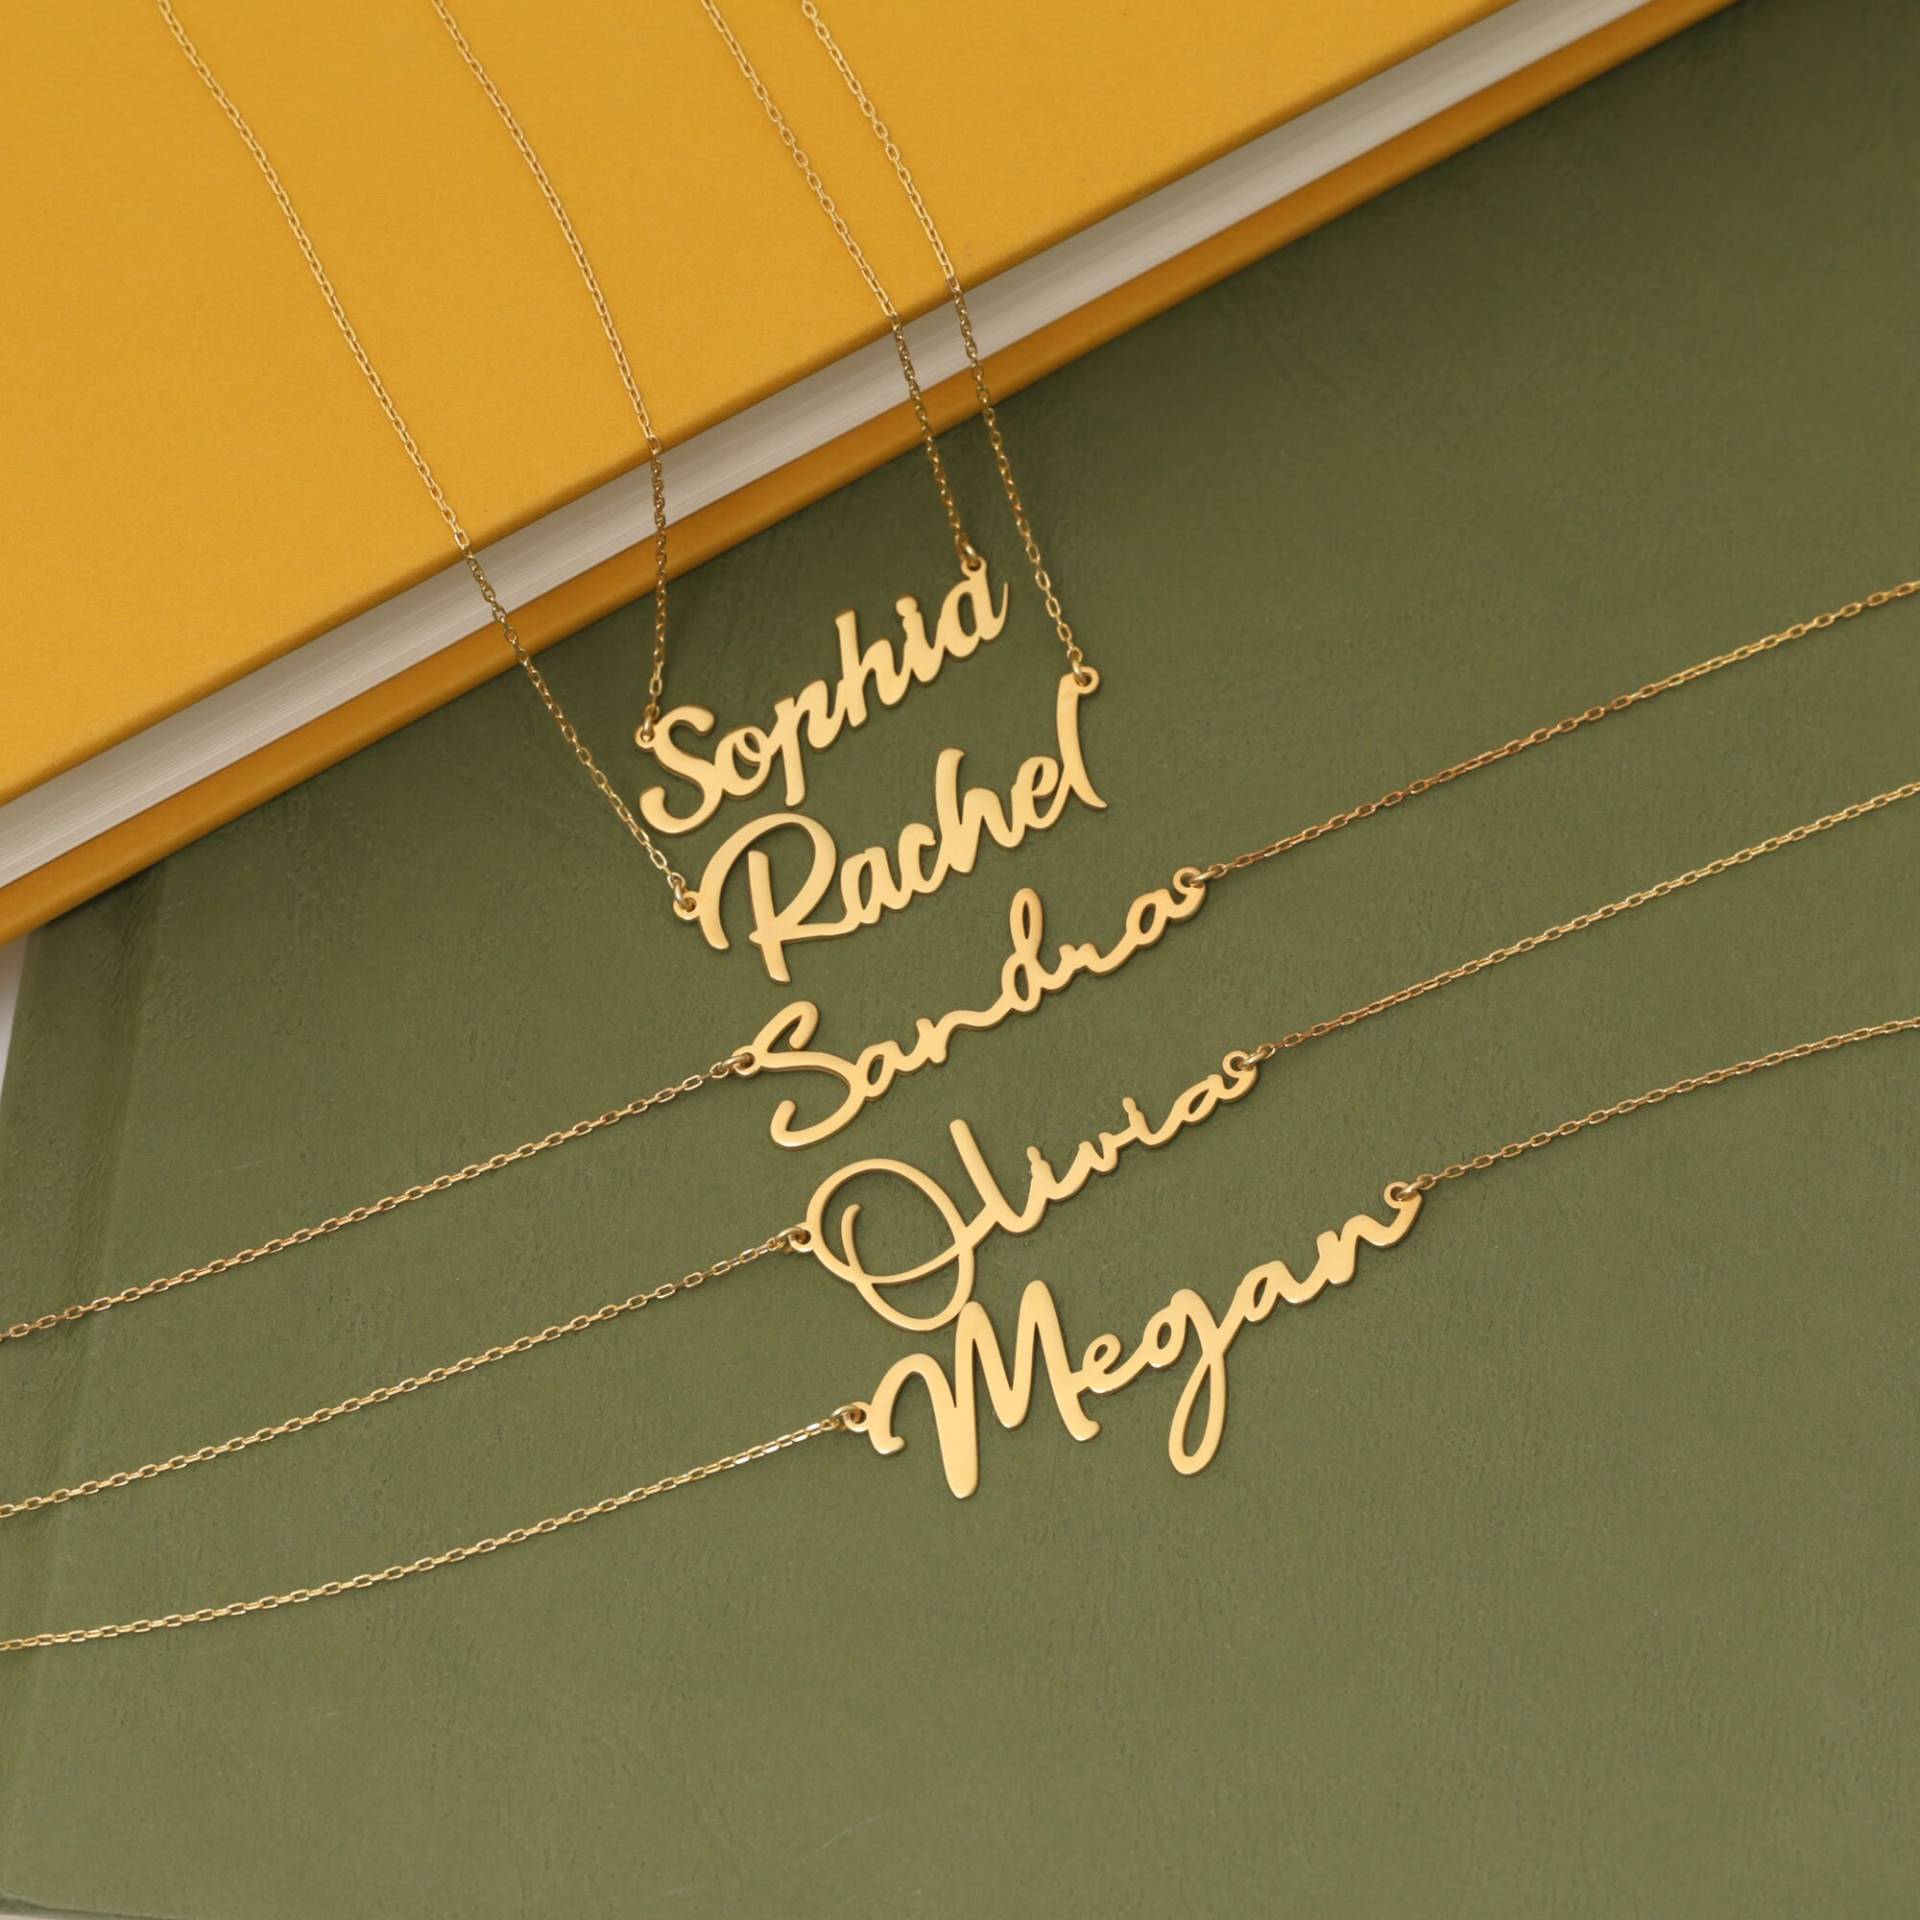 Sophia
Rachel
Sandra
Olivia
Megan